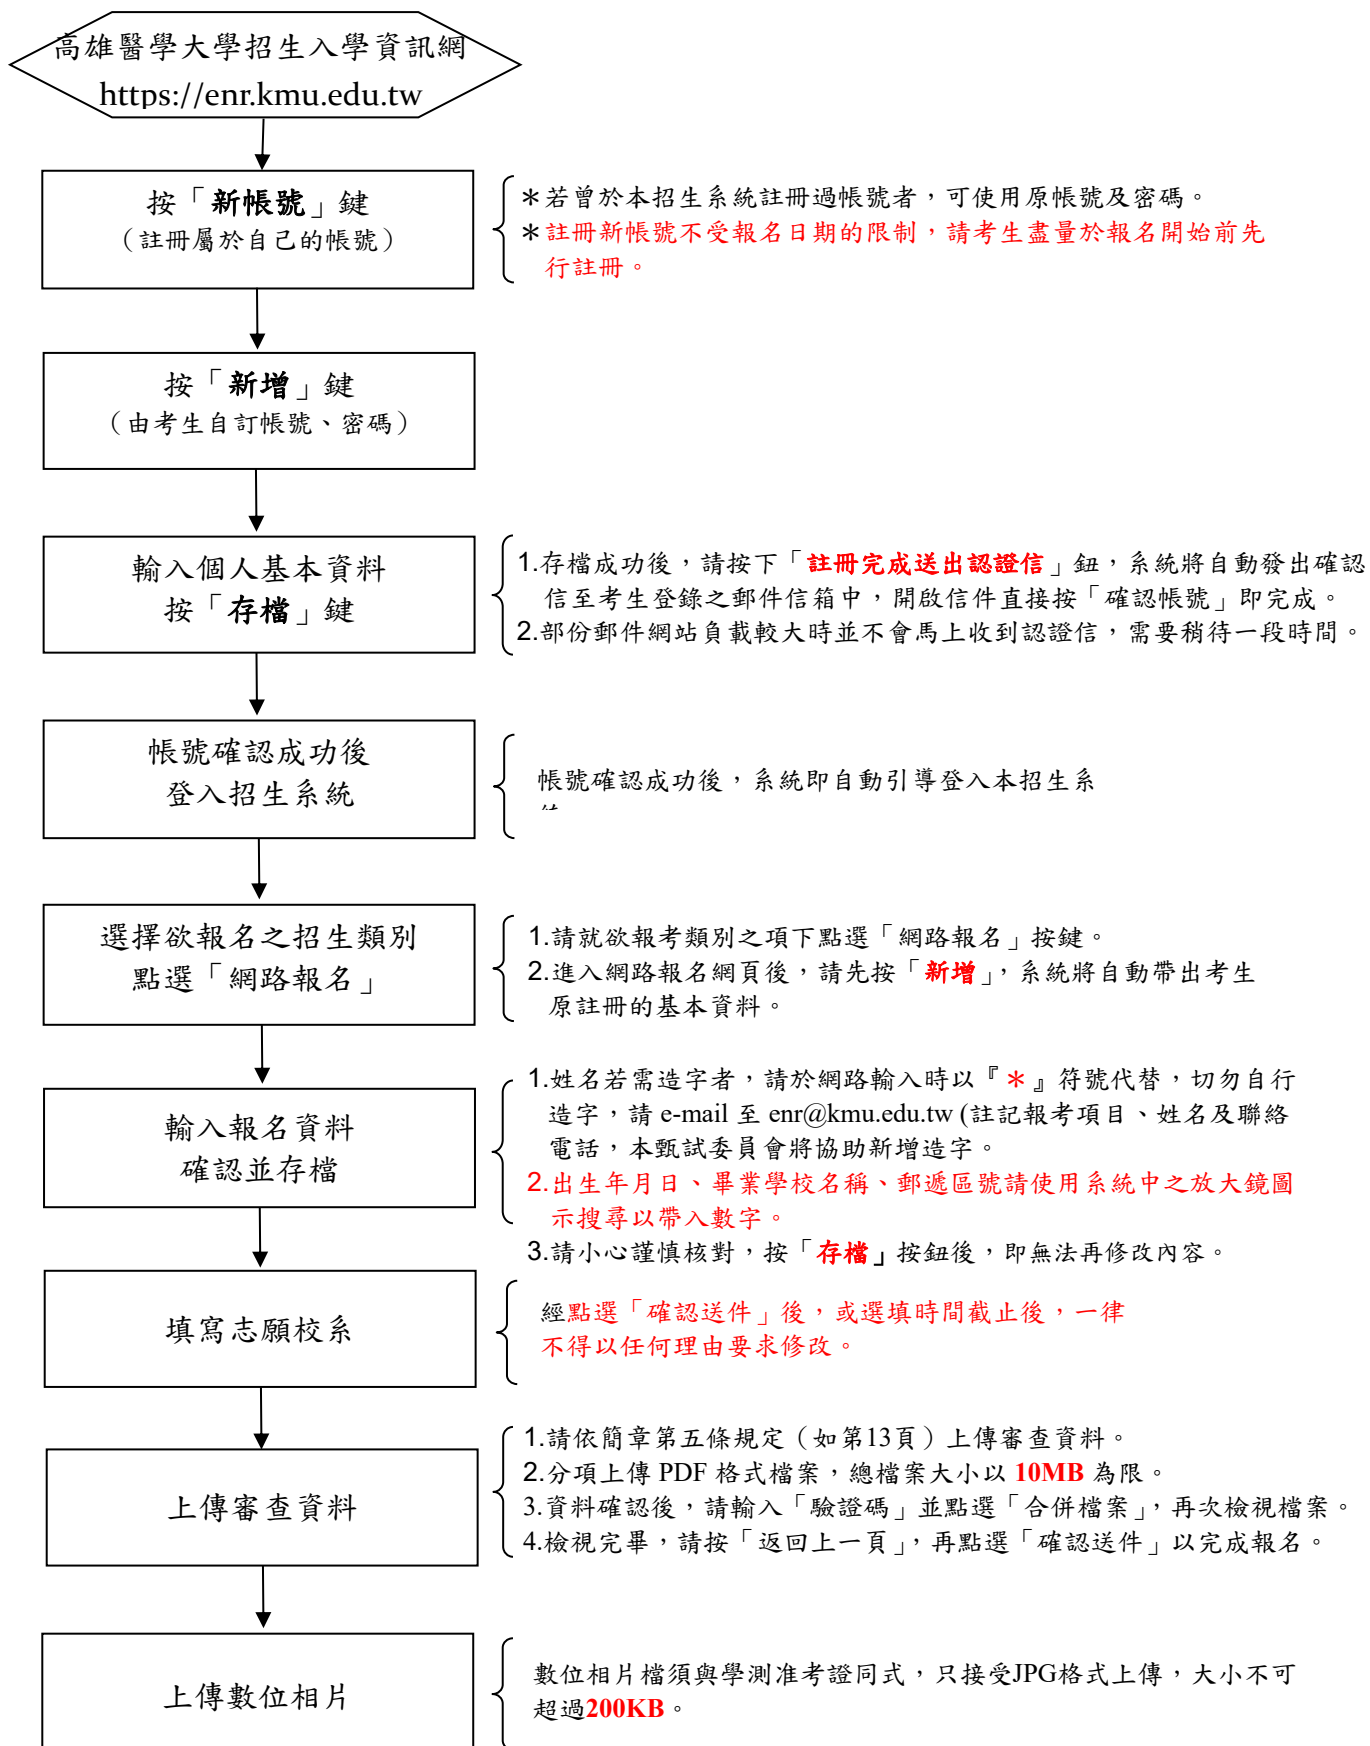 高雄醫學大學招生入學資訊網
https://enr.kmu.edu.tw
按「新帳號」鍵
（註冊屬於自己的帳號）
＊若曾於本招生系統註冊過帳號者，可使用原帳號及密碼。
＊註冊新帳號不受報名日期的限制，請考生盡量於報名開始前先
行註冊。
按「新增」鍵
（由考生自訂帳號、密碼）
輸入個人基本資料
按「存檔」鍵
1.存檔成功後，請按下「註冊完成送出認證信」鈕，系統將自動發出確認
信至考生登錄之郵件信箱中，開啟信件直接按「確認帳號」即完成。
2.部份郵件網站負載較大時並不會馬上收到認證信，需要稍待一段時間。
帳號確認成功後
登入招生系統
帳號確認成功後，系統即自動引導登入本招生系
選擇欲報名之招生類別
點選「網路報名」
1.請就欲報考類別之項下點選「網路報名」按鍵。
2.進入網路報名網頁後，請先按「新增」，系統將自動帶出考生
原註冊的基本資料。
輸入報名資料
確認並存檔
1.姓名若需造字者，請於網路輸入時以『＊』符號代替，切勿自行
造字，請 e-mail 至 enr@kmu.edu.tw (註記報考項目、姓名及聯絡
電話，本甄試委員會將協助新增造字。
2.出生年月日、畢業學校名稱、郵遞區號請使用系統中之放大鏡圖
示搜尋以帶入數字。
3.請小心謹慎核對，按「存檔」按鈕後，即無法再修改內容。
填寫志願校系
經點選「確認送件」後，或選填時間截止後，一律
不得以任何理由要求修改。
上傳審查資料
1.請依簡章第五條規定（如第13頁）上傳審查資料。
2.分項上傳 PDF 格式檔案，總檔案大小以 10MB 為限。
3.資料確認後，請輸入「驗證碼」並點選「合併檔案」，再次檢視檔案。
4.檢視完畢，請按「返回上一頁」，再點選「確認送件」以完成報名。
上傳數位相片
數位相片檔須與學測准考證同式，只接受JPG格式上傳，大小不可
超過200KB。